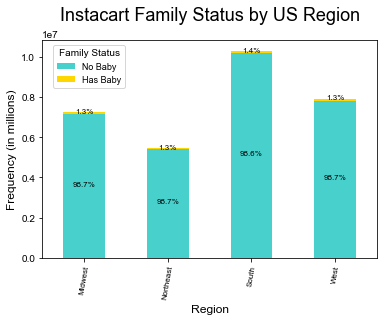 Instacart Family Status by US Region
1e7
Family Status
No Baby
Has Baby
Frequency (in millions)
1.0
0.8
0.6
0.4
0.2
0.0
1.3%
98.7%
1.3%
98.7%
1.4%
98.6%
1.3%
98.7%
Midwest
Northeast
South
West
Region